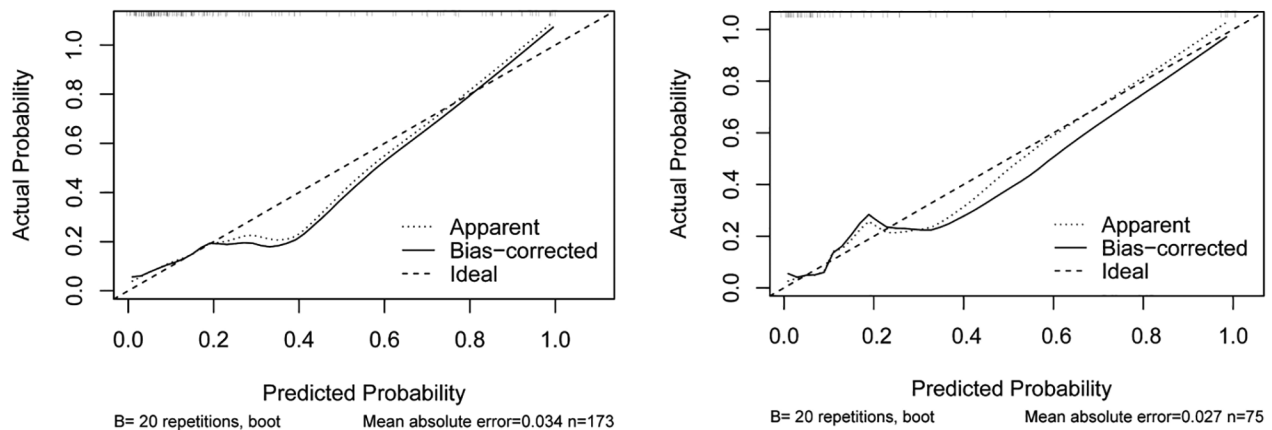 Actual Probability
1.0
0.8
0.6
0.4
0.2
0.0
Apparent
Bias-corrected
Ideal
0.0 0.2 0.4 0.6 0.8 1.0
Predicted Probability
B= 20 repetitions, boot Mean absolute error=0.034 n=173
Actual Probability
1.0
0.8
0.6
0.4
0.2
0.0
Apparent
Bias-corrected
Ideal
0.0 0.2 0.4 0.6 0.8 1.0
Predicted Probability
B= 20 repetitions, boot Mean absolute error=0.027 n=75